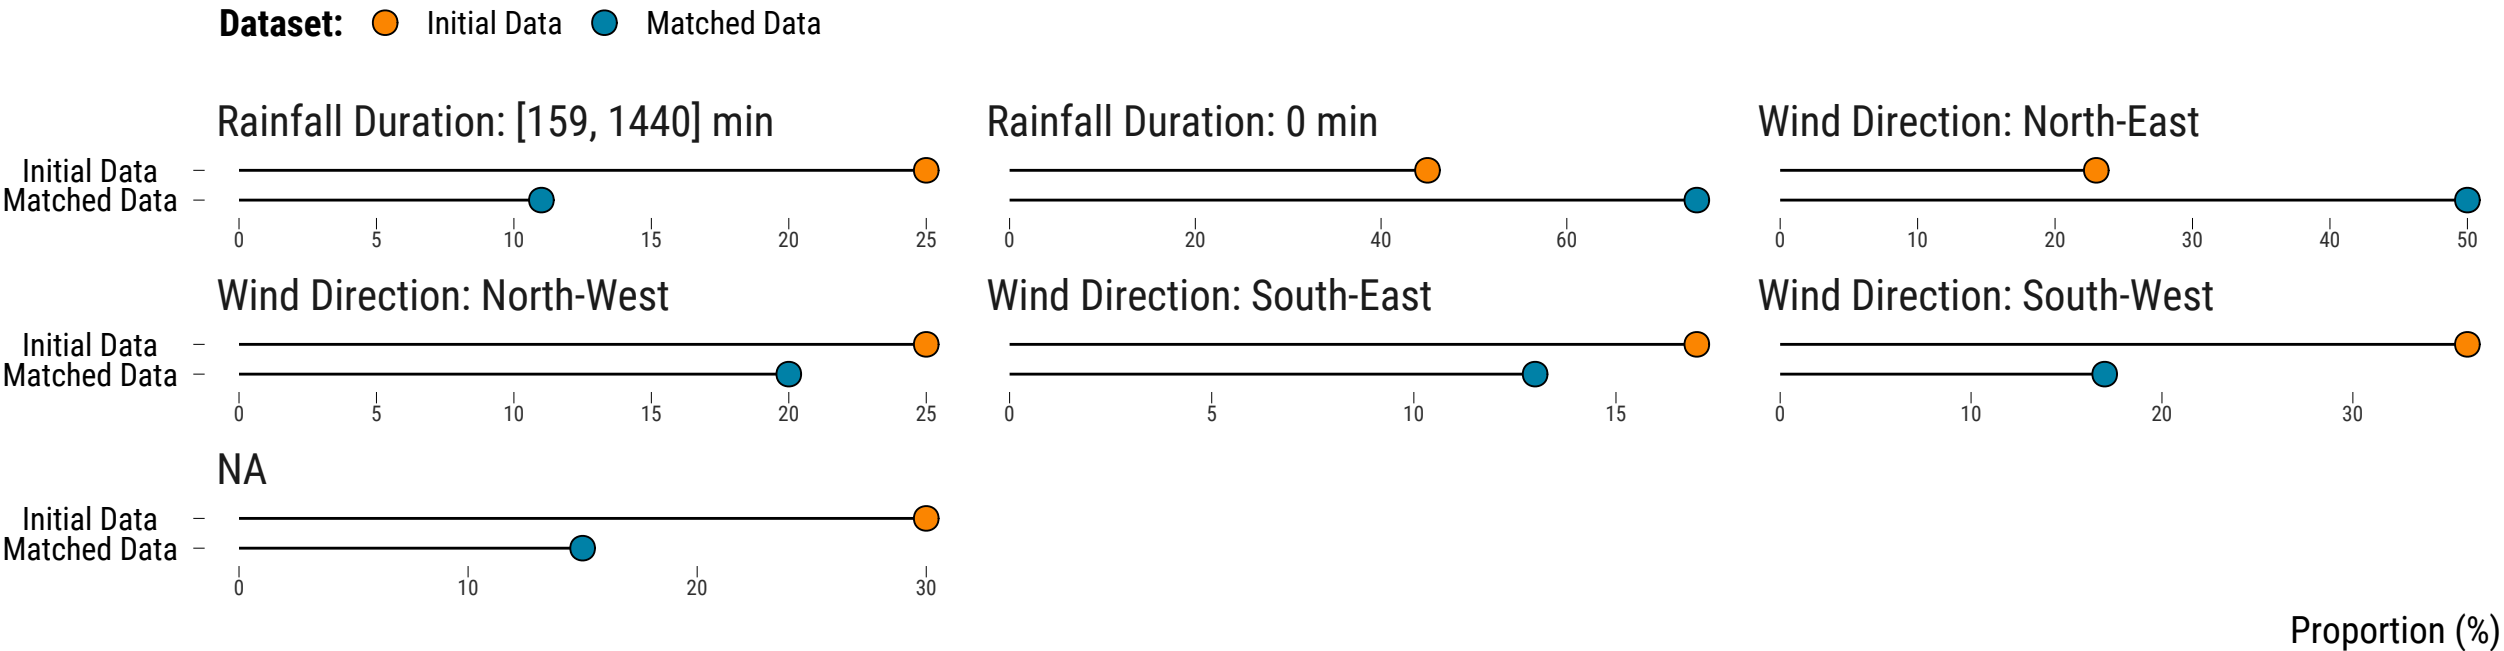 Dataset: Initial Data Matched Data
Rainfall Duration: [159, 1440] min Rainfall Duration: 0 min Wind Direction: North-East
Initial Data
Matched Data
0 5 10 15 20 25 0 20 40 60 0 10 20 30 40 50
Wind Direction: North-West Wind Direction: South-East Wind Direction: South-West
Initial Data
Matched Data
0 5 10 15 20 25 0 5 10 15 0 10 20 30
NA
Initial Data
Matched Data
0 10 20 30
Proportion (%)